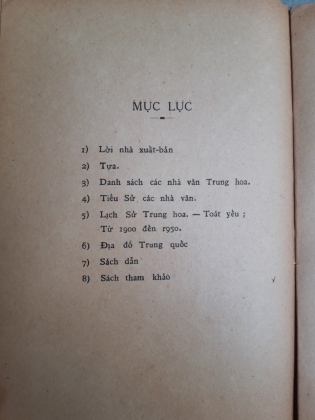 MỤC LỤC
1) Lời nhà xuất-bản
2) Tựa.
3) Danh sách các nhà văn Trung hoa.
4) Tiểu Sử các nhà văn.
5) Lịch Sử Trung hoa. — Toát yếu ;
Từ 1900 đến 1950.
6) Địa đồ Trung quốc
7) Sách dẫn
8) Sách tham khảo